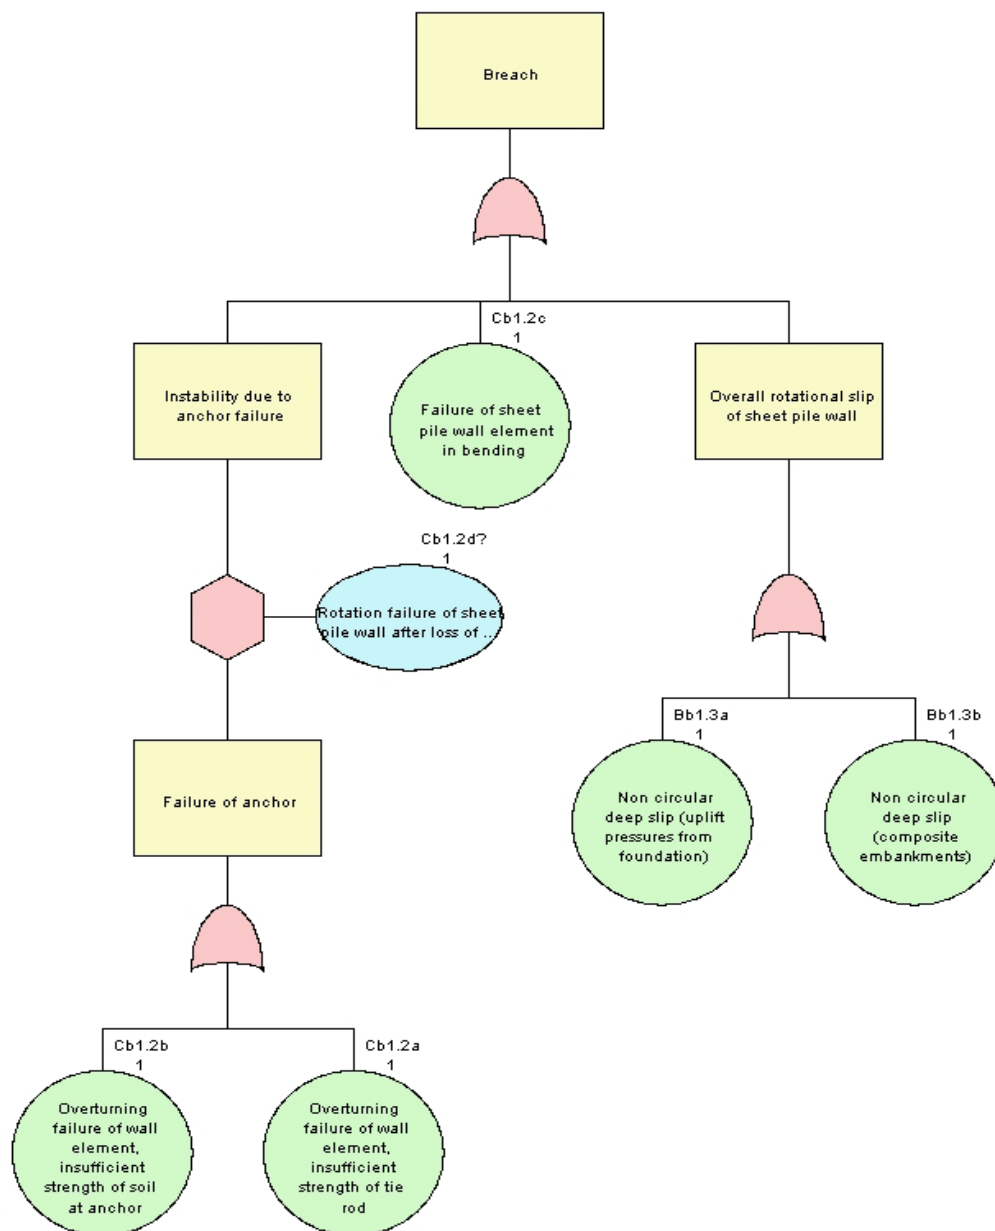 Breach
Cb1.2c
1
Instability due to
anchor failure
Failure of sheet
pile wall element
in bending
Overall rotational slip
of sheet pile wall
Cb1.2d?
1
Rotation failure of sheet
pile wall after loss of ...
Bb1.3a
1
Bb1.3b
1
Failure of anchor
Non circular
deep slip (uplift
pressures from
foundation)
Non circular
deep slip
(composite
embankments)
Cb1.2b
1
Cb1.2a
1
Overturning
failure of wall
element,
insufficient
strength of soil
at anchor
Overturning
failure of wall
element,
insufficient
strength of tie
rod